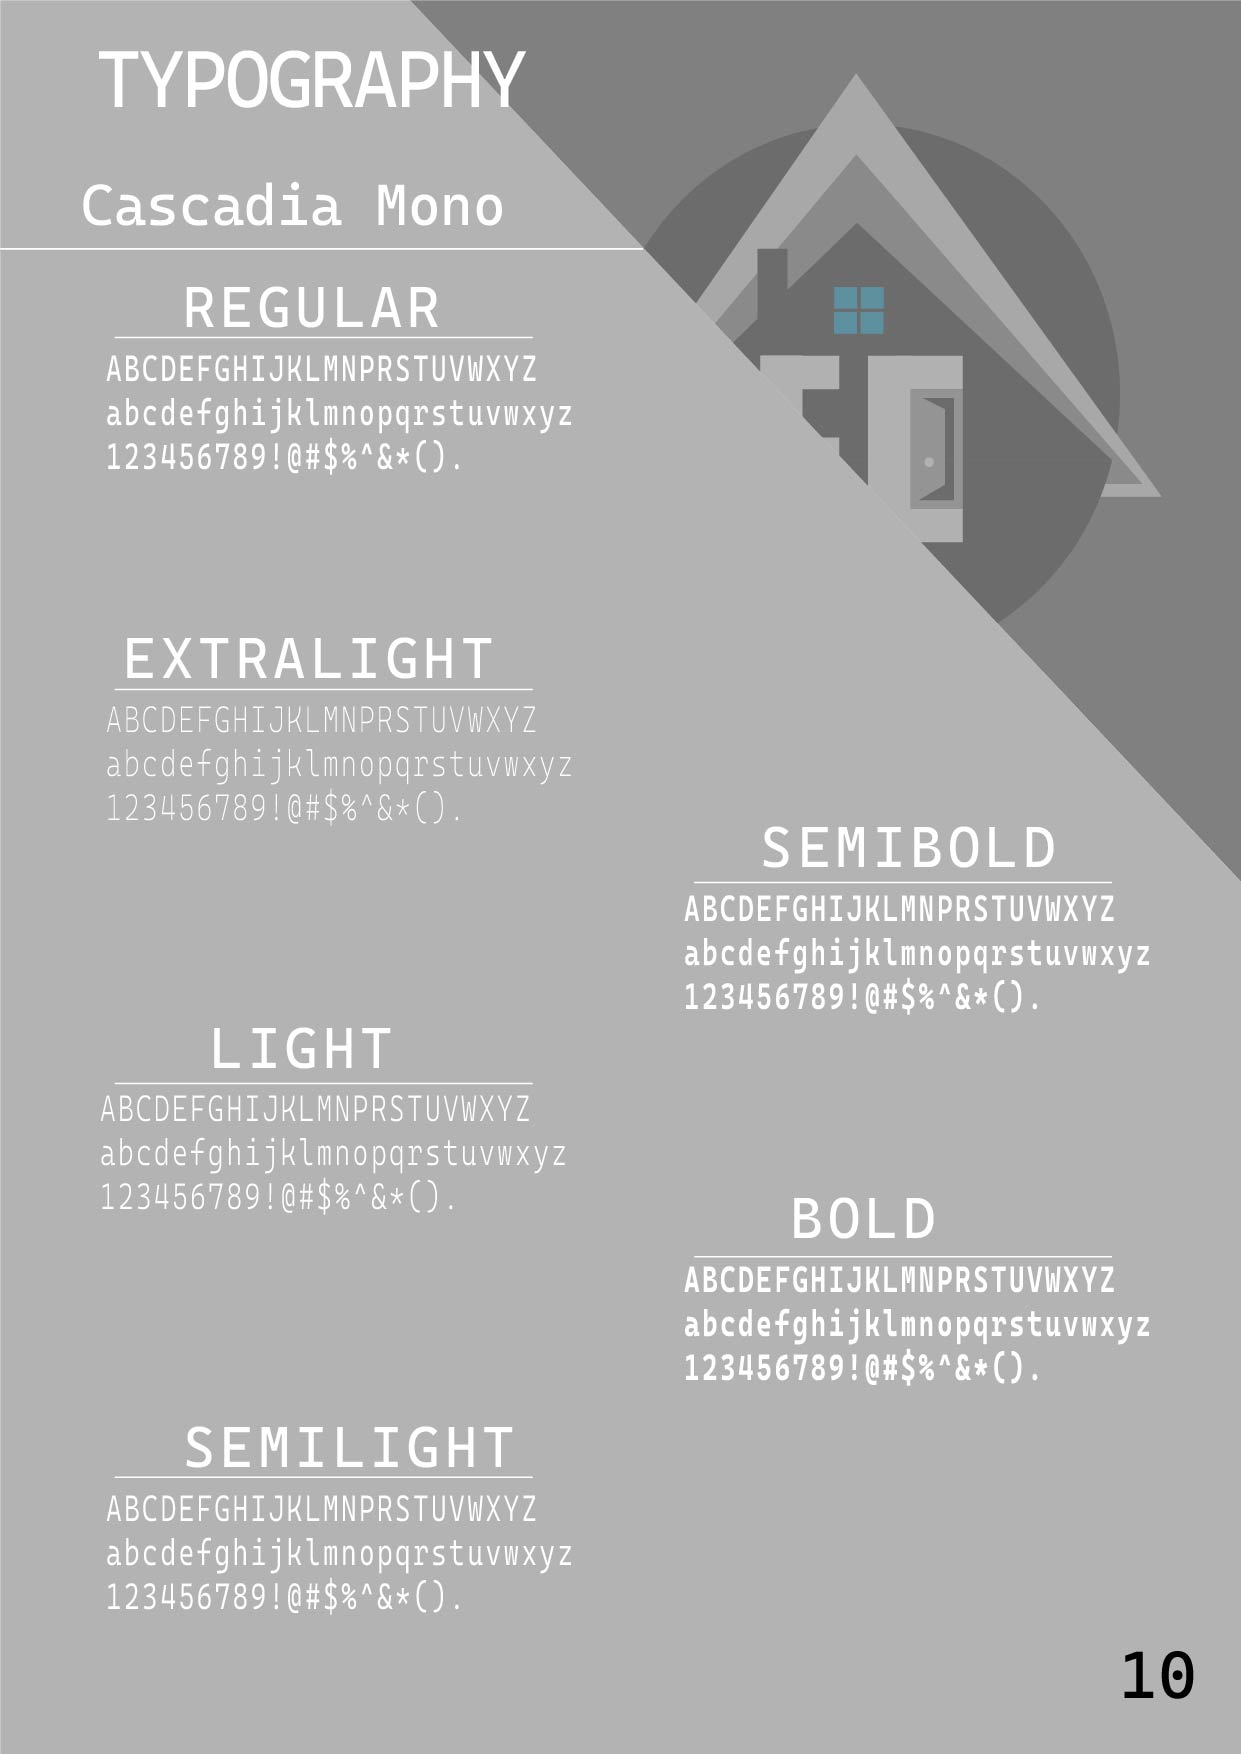 TYPOGRAPHY
Cascadia Mono
REGULAR
ABCDEFGHIJKLMNPRSTUVWXYZ
abcdefghijklmnopqrstuvwxyz
123456789!@#$%^&*().
EXTRALIGHT
ABCDEFGHIJKLMNPRSTUVWXYZ
abcdefghijklmnopqrstuvwxyz
123456789!@#$%^&*().
LIGHT
ABCDEFGHIJKLMNPRSTUVWXYZ
abcdefghijklmnopqrstuvwxyz
123456789!@#$%^&*().
SEMILIGHT
ABCDEFGHIJKLMNPRSTUVWXYZ
abcdefghijklmnopqrstuvwxyz
123456789!@#$%^&*().
SEMIBOLD
ABCDEFGHIJKLMNPRSTUVWXYZ
abcdefghijklmnopqrstuvwxyz
123456789!@#$%^&*().
BOLD
ABCDEFGHIJKLMNPRSTUVWXYZ
abcdefghijklmnopqrstuvwxyz
123456789!@#$%^&*().
10